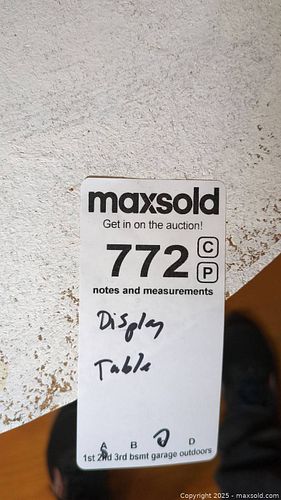 maxsold
Get in on the auction!
772 C
P
notes and measurements
Display
Table
A B C D
1st 2nd 3rd bsmt garage outdoors
Copyright © 2025 - maxsold.com